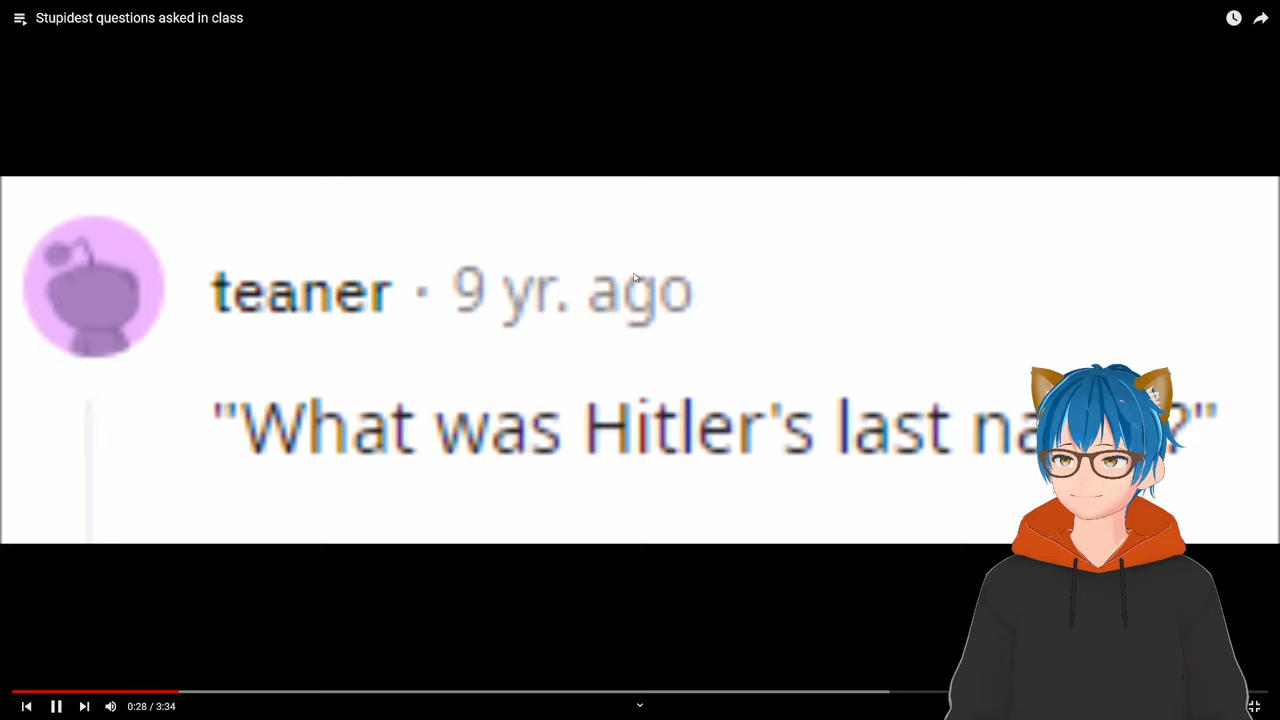 Stupidest questions asked in class
teaner · 9 yr. ago
"What was Hitler's last na ?"
0:28 / 3:34